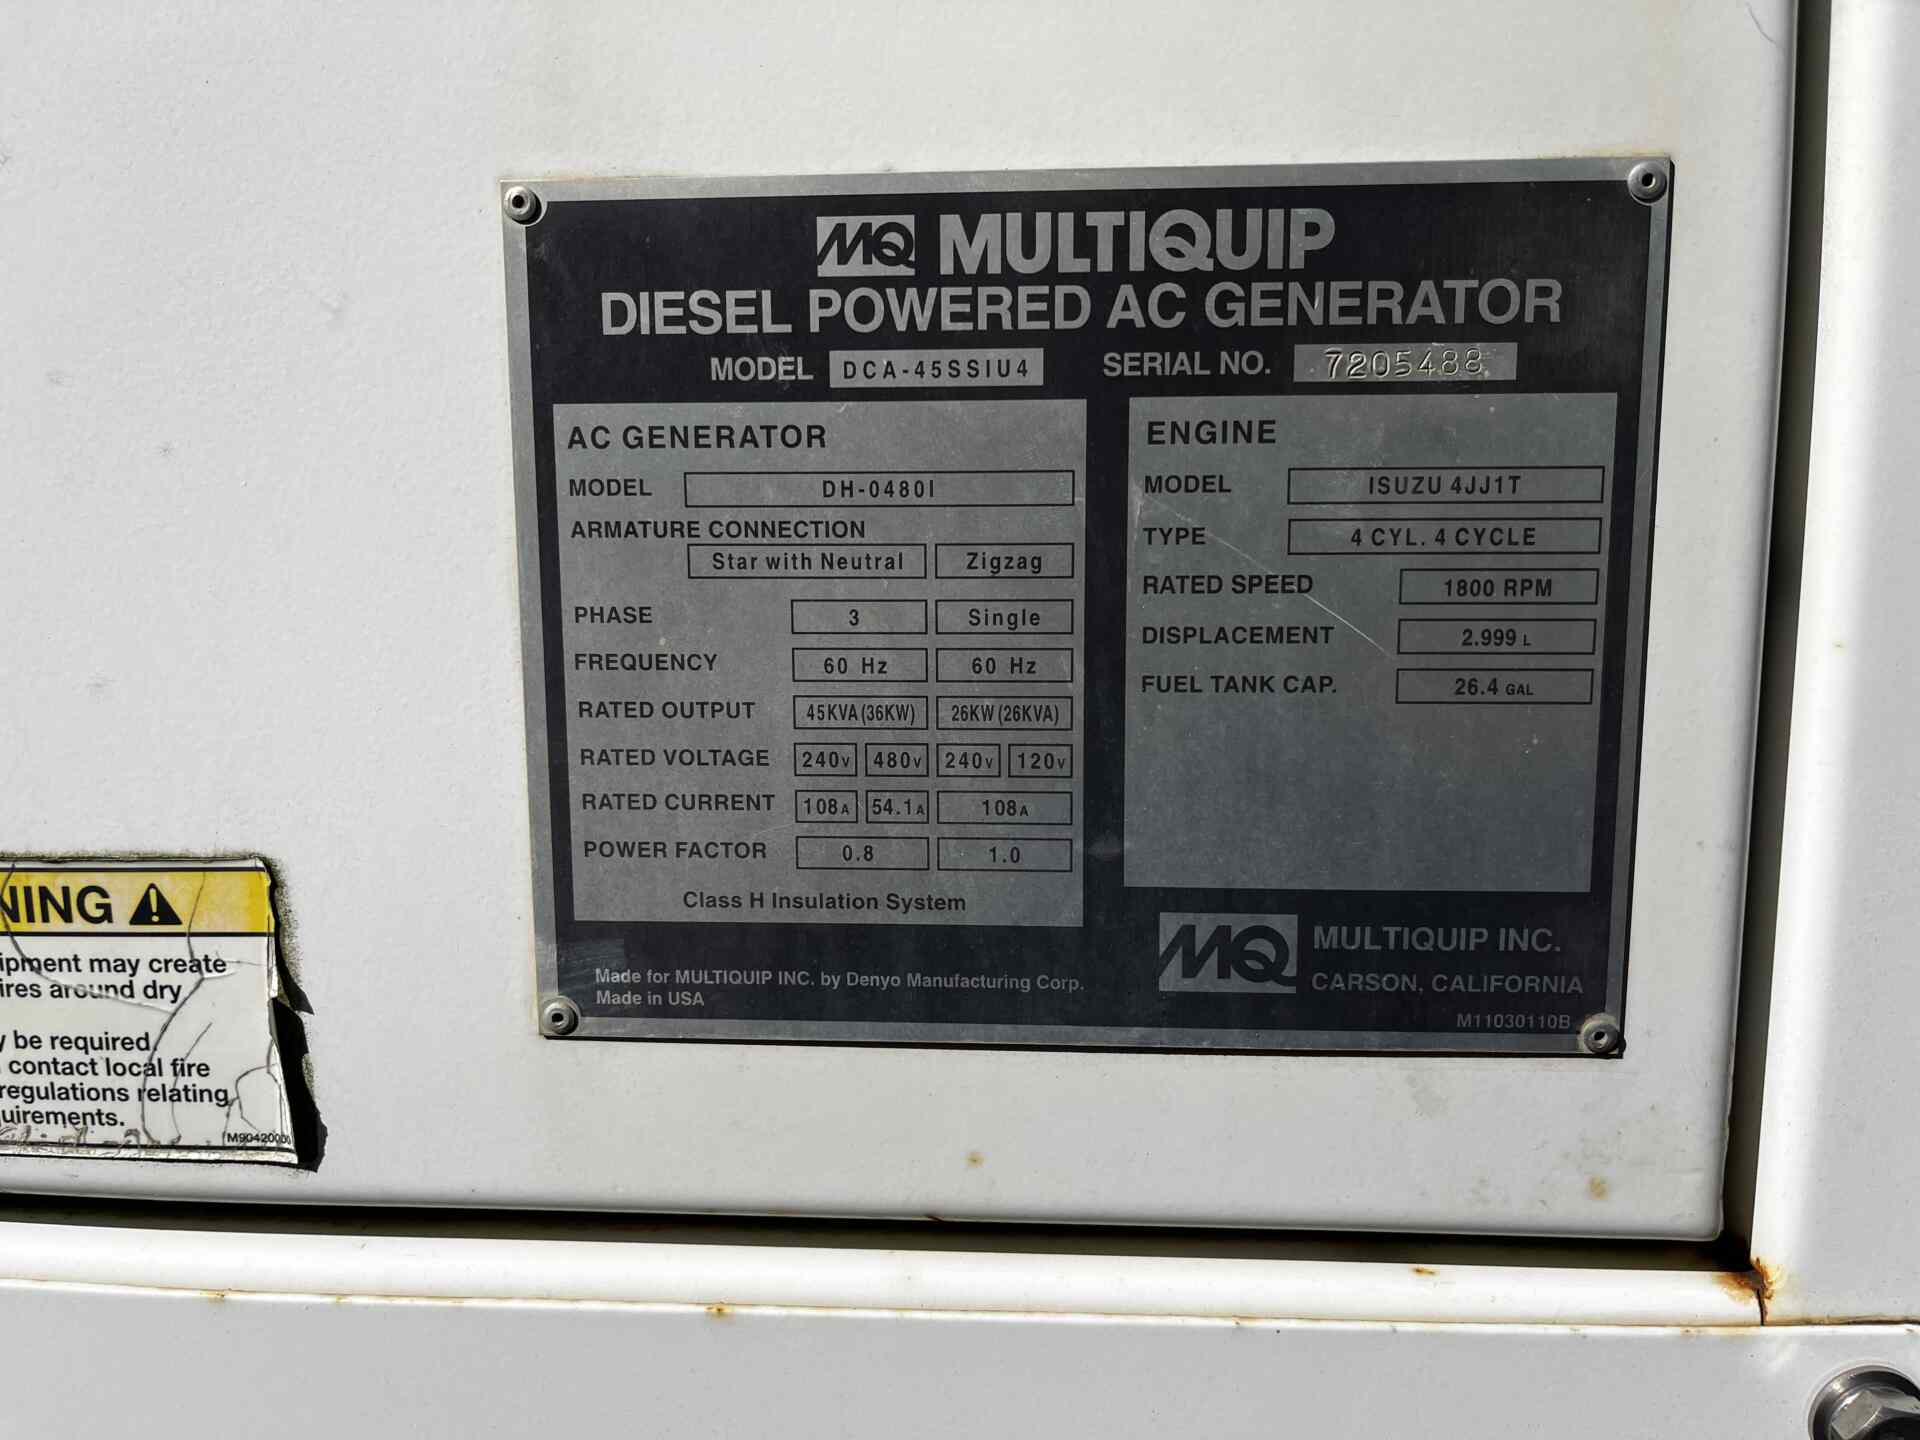 MQ MULTIQUIP
DIESEL POWERED AC GENERATOR
MODEL DCA-45SSIU4 SERIAL NO. 7205488
AC GENERATOR
MODEL DH-0480I
ARMATURE CONNECTION
Star with Neutral Zigzag
PHASE 3 Single
FREQUENCY 60 Hz 60 Hz
RATED OUTPUT 45KVA (36KW) 26KW (26KVA)
RATED VOLTAGE 240V 480V 240V 120V
RATED CURRENT 108A 54.1A 108A
POWER FACTOR 0.8 1.0
Class H Insulation System
ENGINE
MODEL ISUZU 4JJ1T
TYPE 4 CYL. 4 CYCLE
RATED SPEED 1800 RPM
DISPLACEMENT 2.999 L
FUEL TANK CAP. 26.4 GAL
Made for MULTIQUIP INC. by Denyo Manufacturing Corp.
Made in USA
MQ MULTIQUIP INC.
CARSON, CALIFORNIA
M11030110B
NING
ipment may create
ires around dry
y be required.
contact local fire
regulations relating
uirements.